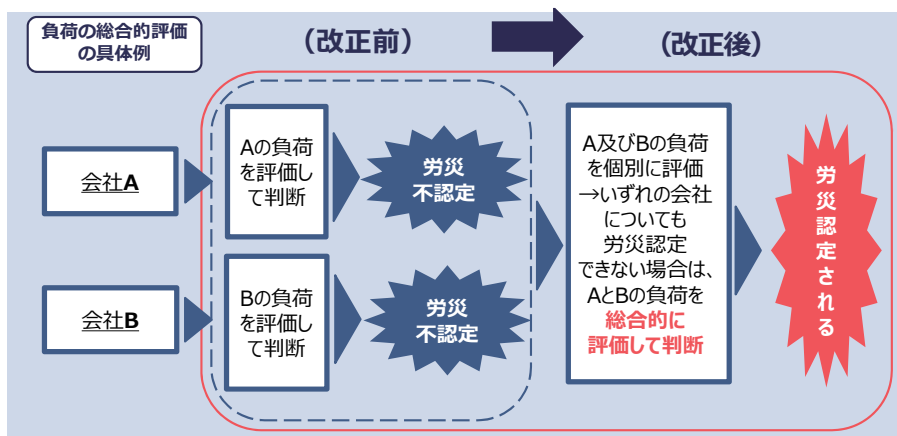 負荷の総合的評価
の具体例
（改正前）
（改正後）
会社A
Aの負荷
を評価し
て判断
労災
不認定
会社B
Bの負荷
を評価し
て判断
労災
不認定
A及びBの負荷
を個別に評価
→いずれの会社
についても
労災認定
できない場合は、
AとBの負荷を
総合的に
評価して判断
労災認定される